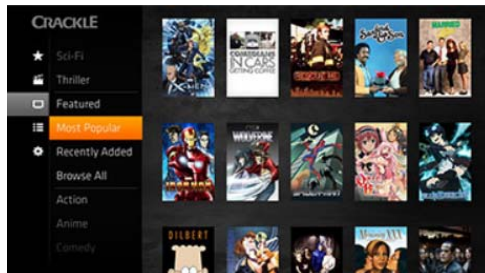 CRACKLE
Sci-Fi
Thriller
Featured
Most Popular
Recently Added
Browse All
Action
Anime
Comedy
X-MEN
COMEDIANS
IN CARS
GETTING COFFEE
RESCUE ME
Sanford
and Son
MARRIED
IRON MAN
WOLVERINE
DILBERT